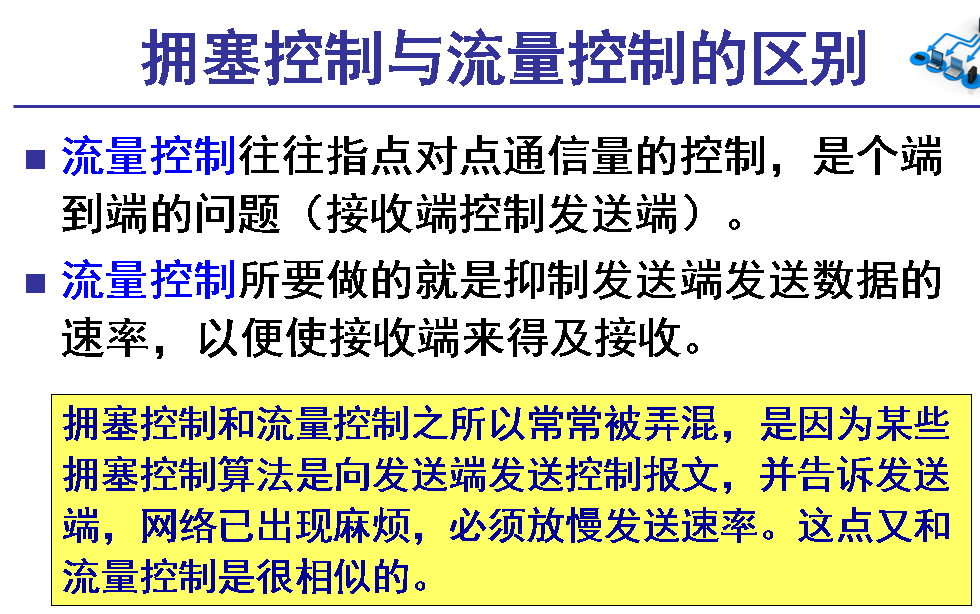 拥塞控制与流量控制的区别
流量控制往往指点对点通信量的控制，是个端
到端的问题（接收端控制发送端）。
流量控制所要做的就是抑制发送端发送数据的
速率，以便使接收端来得及接收。
拥塞控制和流量控制之所以常常被弄混，是因为某些
拥塞控制算法是向发送端发送控制报文，并告诉发送
端，网络已出现麻烦，必须放慢发送速率。这点又和
流量控制是很相似的。